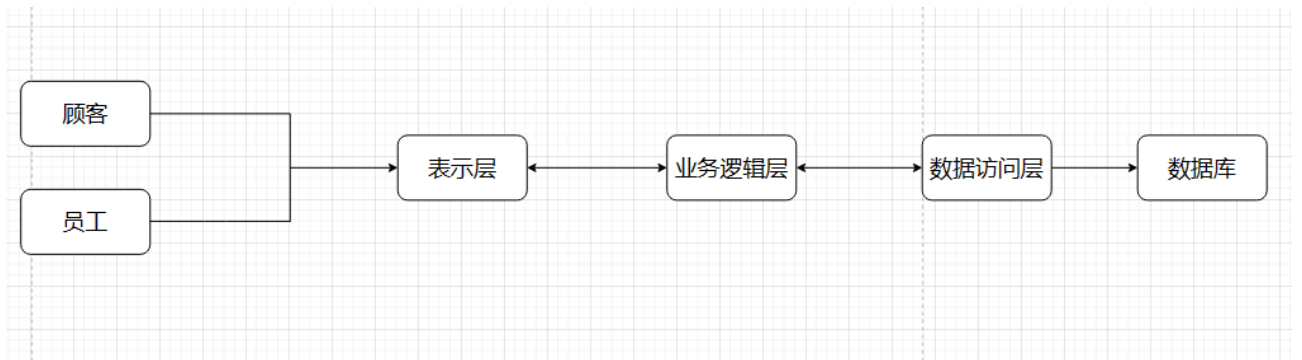 顾客
员工
表示层
业务逻辑层
数据访问层
数据库